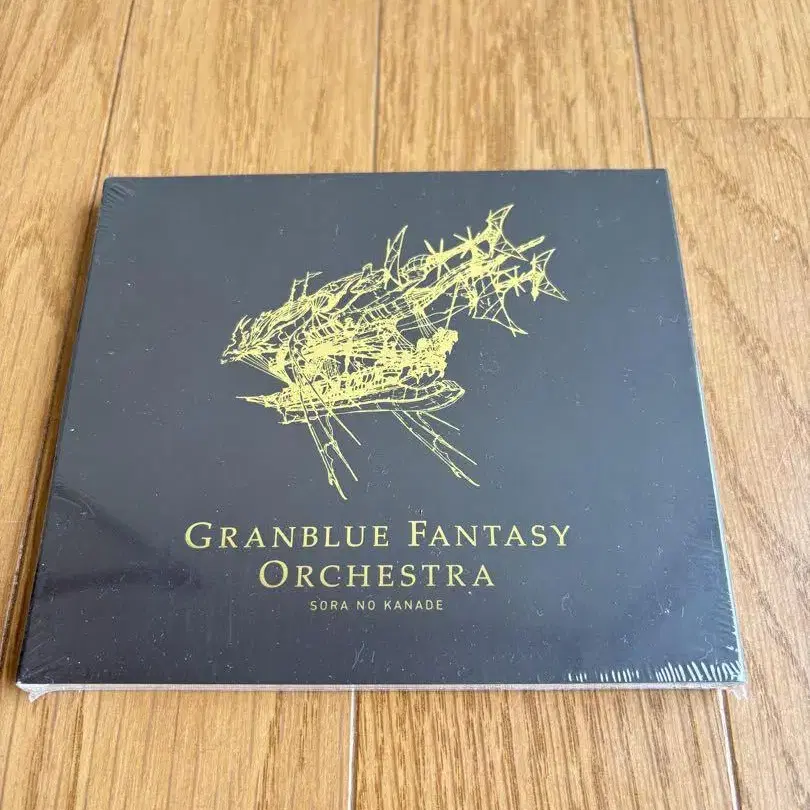 GRANBLUE FANTASY
ORCHESTRA
SORA NO KANADE